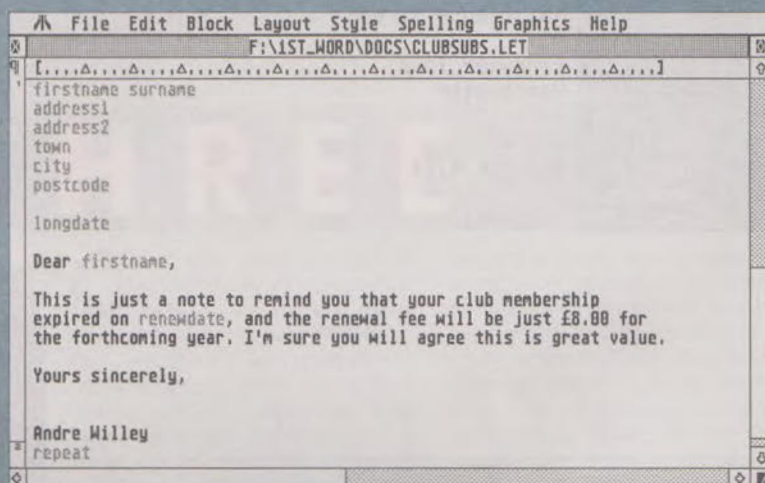 File Edit Block Layout Style Spelling Graphics Help
F:\1ST_WORD\DOCS\CLUBSUBS.LET
firstname surname
address1
address2
town
city
postcode
longdate
Dear firstname,
This is just a note to remind you that your club membership
expired on renewdate, and the renewal fee will be just £8.00 for
the forthcoming year. I'm sure you will agree this is great value.
Yours sincerely,
Andre Willey
repeat